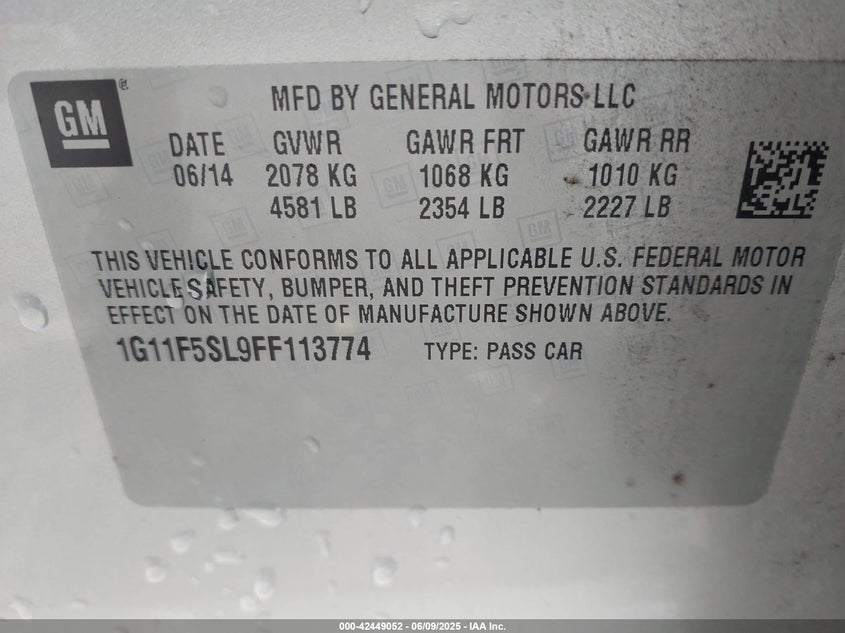 GM®
MFD BY GENERAL MOTORS LLC
DATE GVWR GAWR FRT GAWR RR
06/14 2078 KG 1068 KG 1010 KG
4581 LB 2354 LB 2227 LB
THIS VEHICLE CONFORMS TO ALL APPLICABLE U.S. FEDERAL MOTOR
VEHICLE SAFETY, BUMPER, AND THEFT PREVENTION STANDARDS IN
EFFECT ON THE DATE OF MANUFACTURE SHOWN ABOVE.
1G11F5SL9FF113774 TYPE: PASS CAR
000-42449052 - 06/09/2025 - IAA Inc.